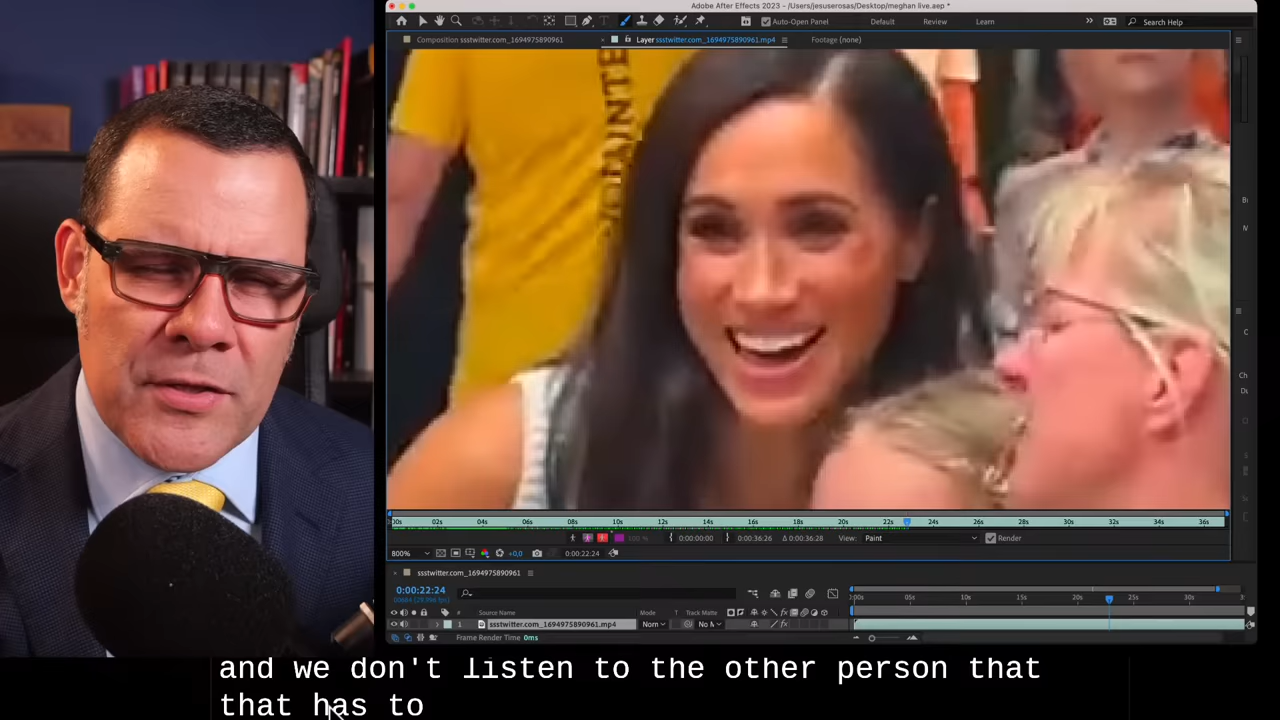 Adobe After Effects 2023 - /Users/jesuserosas/Desktop/meghan live.aep *
Auto-Open Panel
Default
Review
Learn
Search Help
Composition ssstwitter.com_1694975890961
Layer ssstwitter.com_1694975890961.mp4
Footage (none)
:00s 02s 04s 06s 08s 10s 12s 14s 16s 18s 20s 22s 24s 26s 28s 30s 32s 34s 36s
100 %
0:00:00:00
0:00:36:26
Δ 0:00:36:28
View: Paint
Render
800%
+0,0
0:00:22:24
ssstwitter.com_1694975890961
0:00:22:24
:00s 05s 10s 15s 20s 25s 30s
# Source Name
Mode T Track Matte
1 ssstwitter.com_1694975890961.mp4
Norm
No M
Frame Render Time 0ms
and we don't listen to the other person that
that has to